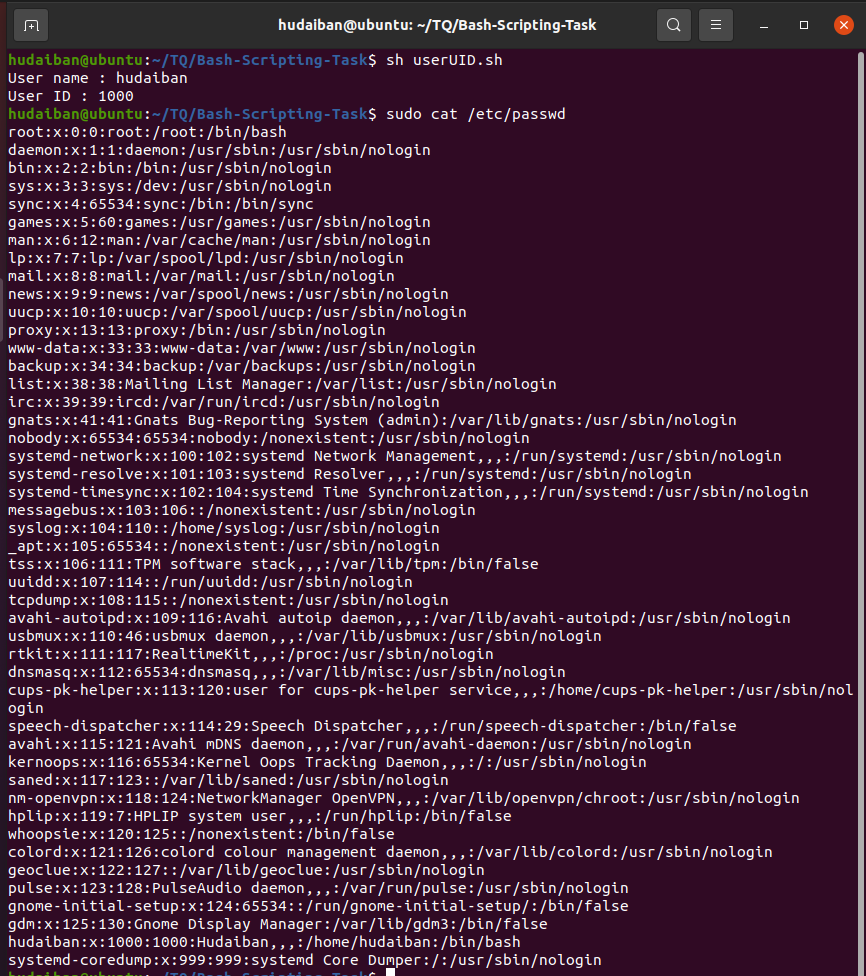 hudaiban@ubuntu: ~/TQ/Bash-Scripting-Task
hudaiban@ubuntu:~/TQ/Bash-Scripting-Task$ sh userUID.sh
User name : hudaiban
User ID : 1000
hudaiban@ubuntu:~/TQ/Bash-Scripting-Task$ sudo cat /etc/passwd
root:x:0:0:root:/root:/bin/bash
daemon:x:1:1:daemon:/usr/sbin:/usr/sbin/nologin
bin:x:2:2:bin:/bin:/usr/sbin/nologin
sys:x:3:3:sys:/dev:/usr/sbin/nologin
sync:x:4:65534:sync:/bin:/bin/sync
games:x:5:60:games:/usr/games:/usr/sbin/nologin
man:x:6:12:man:/var/cache/man:/usr/sbin/nologin
lp:x:7:7:lp:/var/spool/lpd:/usr/sbin/nologin
mail:x:8:8:mail:/var/mail:/usr/sbin/nologin
news:x:9:9:news:/var/spool/news:/usr/sbin/nologin
uucp:x:10:10:uucp:/var/spool/uucp:/usr/sbin/nologin
proxy:x:13:13:proxy:/bin:/usr/sbin/nologin
www-data:x:33:33:www-data:/var/www:/usr/sbin/nologin
backup:x:34:34:backup:/var/backups:/usr/sbin/nologin
list:x:38:38:Mailing List Manager:/var/list:/usr/sbin/nologin
irc:x:39:39:ircd:/var/run/ircd:/usr/sbin/nologin
gnats:x:41:41:Gnats Bug-Reporting System (admin):/var/lib/gnats:/usr/sbin/nologin
nobody:x:65534:65534:nobody:/nonexistent:/usr/sbin/nologin
systemd-network:x:100:102:systemd Network Management,,,:/run/systemd:/usr/sbin/nologin
systemd-resolve:x:101:103:systemd Resolver,,,:/run/systemd:/usr/sbin/nologin
systemd-timesync:x:102:104:systemd Time Synchronization,,,:/run/systemd:/usr/sbin/nologin
messagebus:x:103:106::/nonexistent:/usr/sbin/nologin
syslog:x:104:110::/home/syslog:/usr/sbin/nologin
_apt:x:105:65534::/nonexistent:/usr/sbin/nologin
tss:x:106:111:TPM software stack,,,:/var/lib/tpm:/bin/false
uuidd:x:107:114::/run/uuidd:/usr/sbin/nologin
tcpdump:x:108:115::/nonexistent:/usr/sbin/nologin
avahi-autoipd:x:109:116:Avahi autoip daemon,,,:/var/lib/avahi-autoipd:/usr/sbin/nologin
usbmux:x:110:46:usbmux daemon,,,:/var/lib/usbmux:/usr/sbin/nologin
rtkit:x:111:117:RealtimeKit,,,:/proc:/usr/sbin/nologin
dnsmasq:x:112:65534:dnsmasq,,,:/var/lib/misc:/usr/sbin/nologin
cups-pk-helper:x:113:120:user for cups-pk-helper service,,,:/home/cups-pk-helper:/usr/sbin/nol
ogin
speech-dispatcher:x:114:29:Speech Dispatcher,,,:/run/speech-dispatcher:/bin/false
avahi:x:115:121:Avahi mDNS daemon,,,:/var/run/avahi-daemon:/usr/sbin/nologin
kernoops:x:116:65534:Kernel Oops Tracking Daemon,,,:/:/usr/sbin/nologin
saned:x:117:123::/var/lib/saned:/usr/sbin/nologin
nm-openvpn:x:118:124:NetworkManager OpenVPN,,,:/var/lib/openvpn/chroot:/usr/sbin/nologin
hplip:x:119:7:HPLIP system user,,,:/run/hplip:/bin/false
whoopsie:x:120:125::/nonexistent:/bin/false
colord:x:121:126:colord colour management daemon,,,:/var/lib/colord:/usr/sbin/nologin
geoclue:x:122:127::/var/lib/geoclue:/usr/sbin/nologin
pulse:x:123:128:PulseAudio daemon,,,:/var/run/pulse:/usr/sbin/nologin
gnome-initial-setup:x:124:65534::/run/gnome-initial-setup/:/bin/false
gdm:x:125:130:Gnome Display Manager:/var/lib/gdm3:/bin/false
hudaiban:x:1000:1000:Hudaiban,,,:/home/hudaiban:/bin/bash
systemd-coredump:x:999:999:systemd Core Dumper:/:/usr/sbin/nologin
hudaiban@ubuntu:~/TQ/Bash-Scripting-Task$